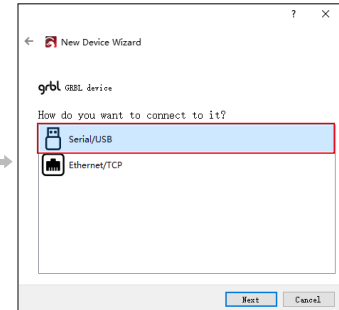 ? ×
← New Device Wizard
grbl GRBL device
How do you want to connect to it?
Serial/USB
Ethernet/TCP
Next Cancel